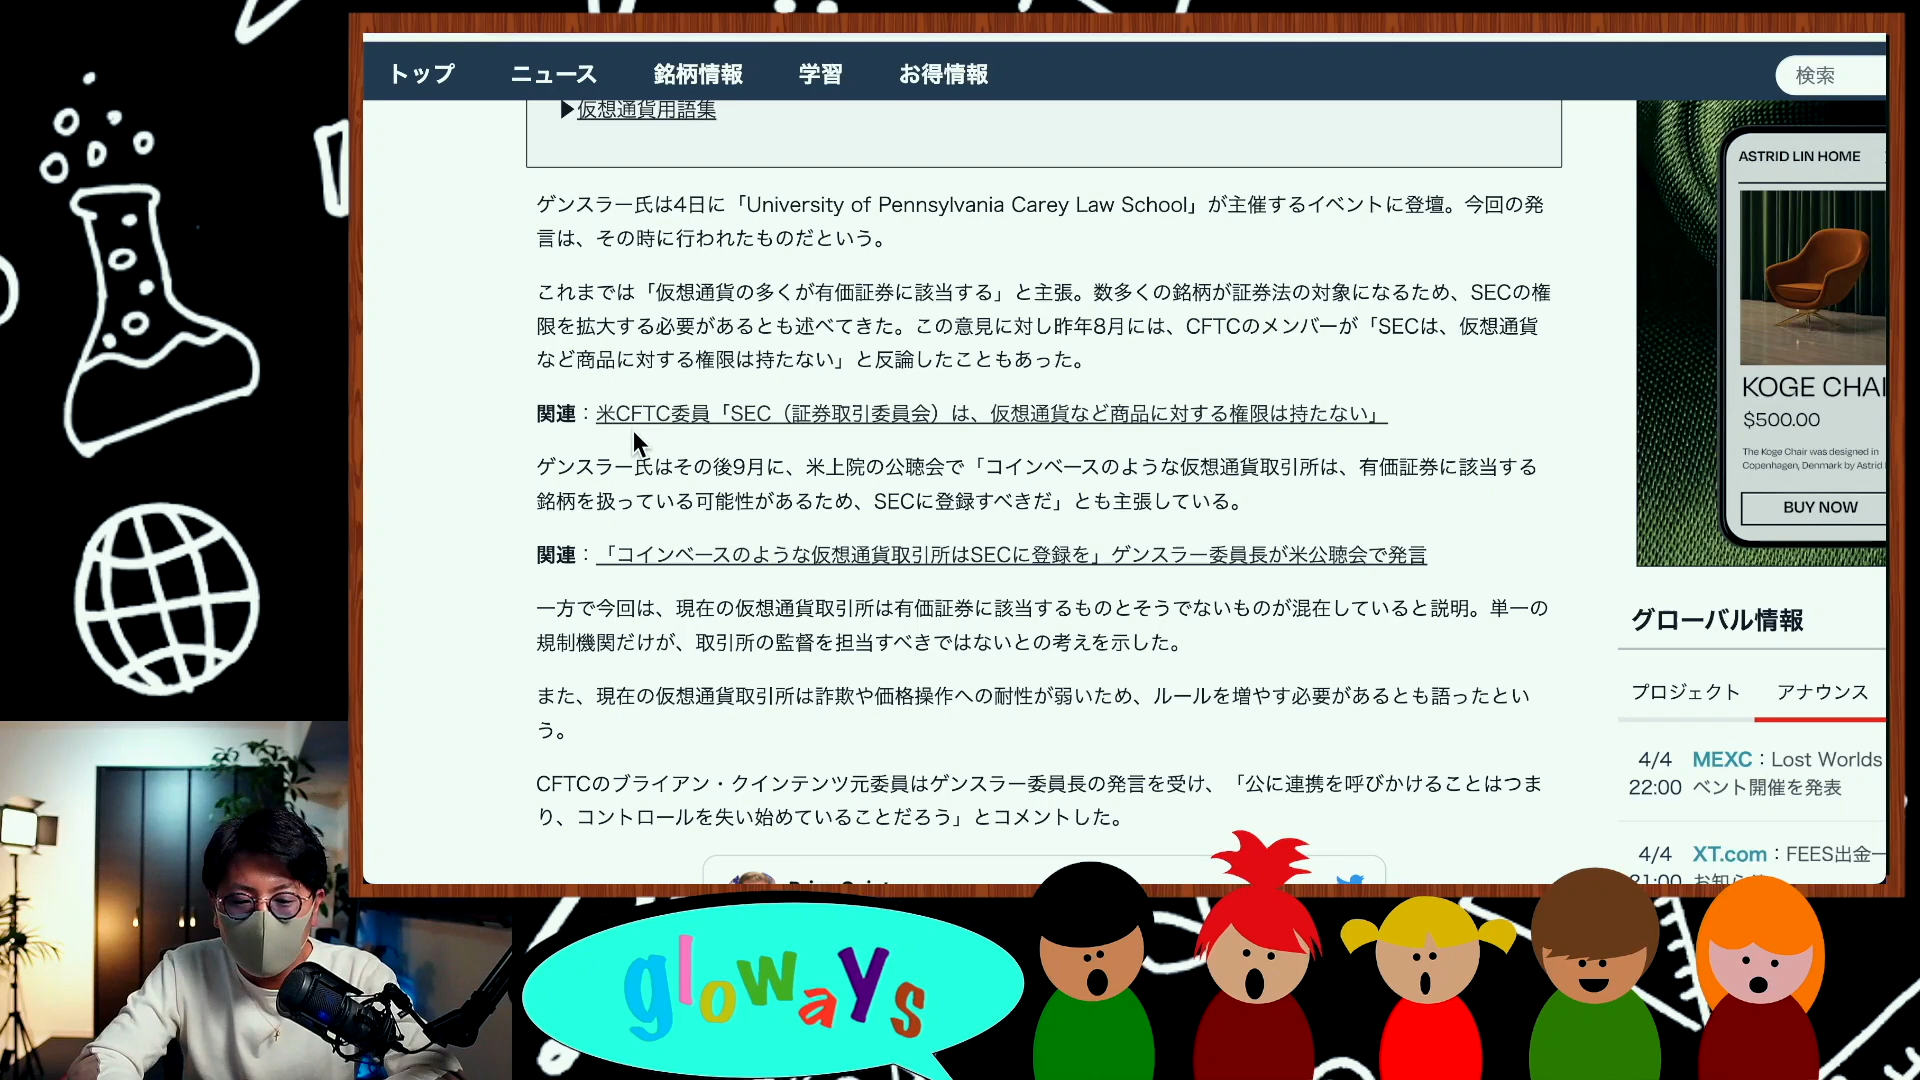 トップ ニュース 銘柄情報 学習 お得情報 検索
▶仮想通貨用語集
ゲンスラー氏は4日に「University of Pennsylvania Carey Law School」が主催するイベントに登壇。今回の発
言は、その時に行われたものだという。
これまでは「仮想通貨の多くが有価証券に該当する」と主張。数多くの銘柄が証券法の対象になるため、SECの権
限を拡大する必要があるとも述べてきた。この意見に対し昨年8月には、CFTCのメンバーが「SECは、仮想通貨
など商品に対する権限は持たない」と反論したこともあった。
関連：米CFTC委員「SEC（証券取引委員会）は、仮想通貨など商品に対する権限は持たない」
ゲンスラー氏はその後9月に、米上院の公聴会で「コインベースのような仮想通貨取引所は、有価証券に該当する
銘柄を扱っている可能性があるため、SECに登録すべきだ」とも主張している。
関連：「コインベースのような仮想通貨取引所はSECに登録を」ゲンスラー委員長が米公聴会で発言
一方で今回は、現在の仮想通貨取引所は有価証券に該当するものとそうでないものが混在していると説明。単一の
規制機関だけが、取引所の監督を担当すべきではないとの考えを示した。
また、現在の仮想通貨取引所は詐欺や価格操作への耐性が弱いため、ルールを増やす必要があるとも語ったとい
う。
CFTCのブライアン・クインテンツ元委員はゲンスラー委員長の発言を受け、「公に連携を呼びかけることはつま
り、コントロールを失い始めていることだろう」とコメントした。
ASTRID LIN HOME
KOGE CHAI
$500.00
The Koge Chair was designed in
Copenhagen, Denmark by Astrid
BUY NOW
グローバル情報
プロジェクト アナウンス
4/4 MEXC：Lost Worlds
22:00 ベント開催を発表
4/4 XT.com：FEES出金一
gloways